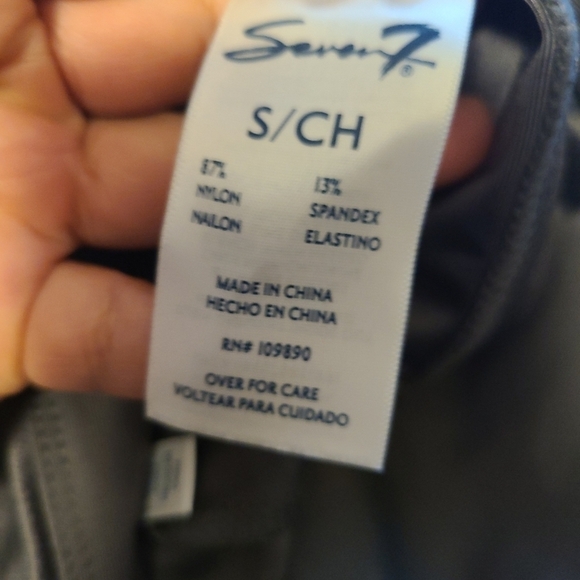 Seven7®
S/CH
87% 13%
NYLON SPANDEX
NAILON ELASTINO
MADE IN CHINA
HECHO EN CHINA
RN# 109890
OVER FOR CARE
VOLTEAR PARA CUIDADO